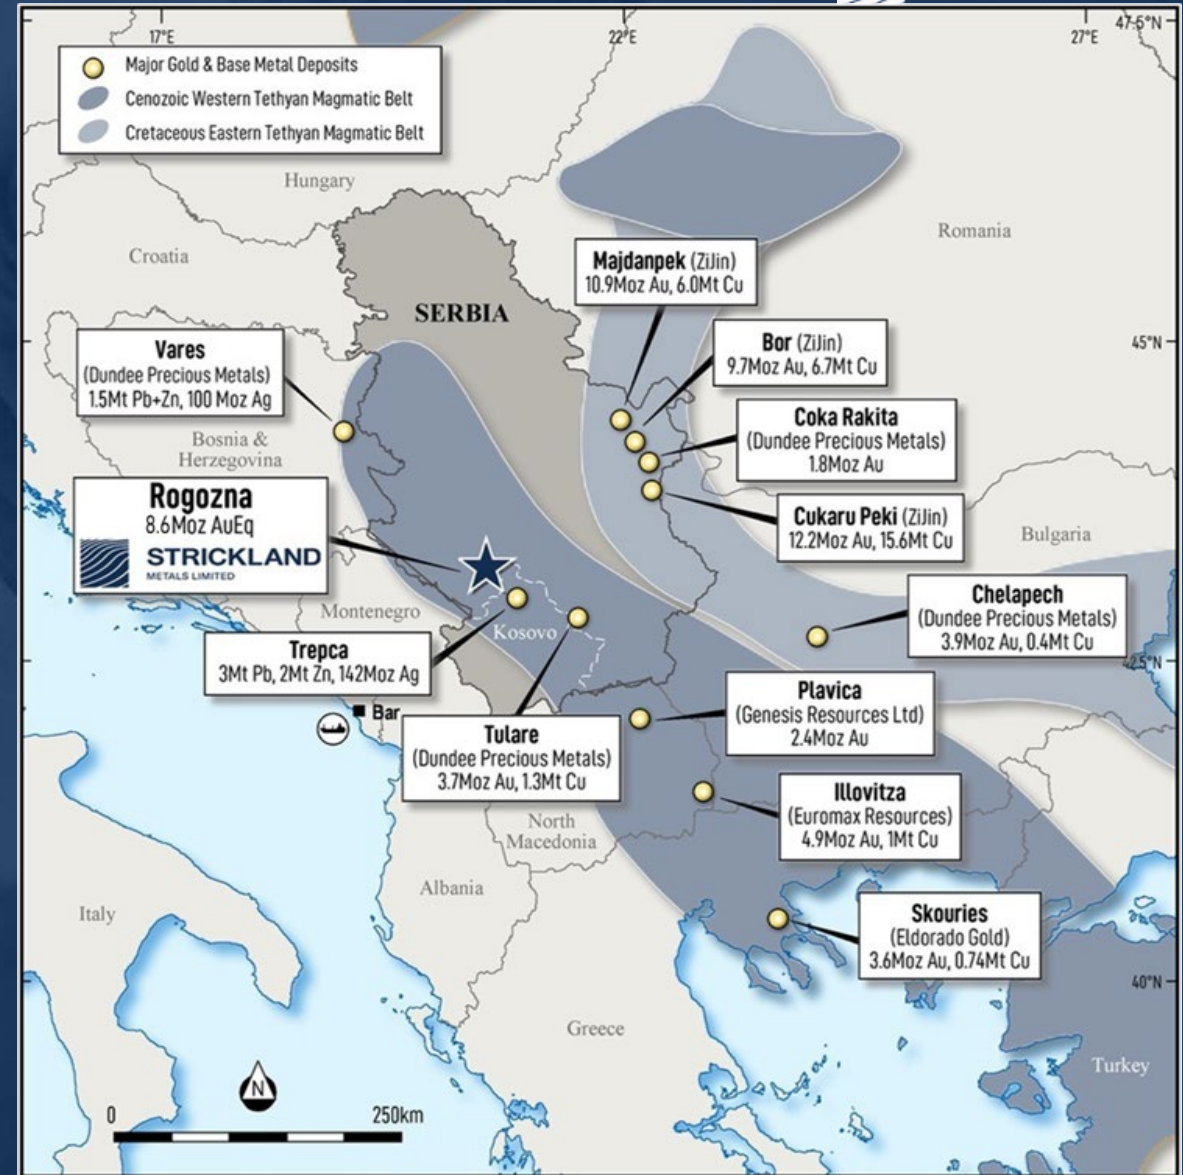 17°E
22°E
27°E
47·5°N
Major Gold & Base Metal Deposits
Cenozoic Western Tethyan Magmatic Belt
Cretaceous Eastern Tethyan Magmatic Belt
Hungary
Croatia
Romania
Majdanpek (ZiJin)
10.9Moz Au, 6.0Mt Cu
SERBIA
Bor (ZiJin)
9.7Moz Au, 6.7Mt Cu
45°N
Vares
(Dundee Precious Metals)
1.5Mt Pb+Zn, 100 Moz Ag
Coka Rakita
(Dundee Precious Metals)
1.8Moz Au
Bosnia &
Herzegovina
Rogozna
8.6Moz AuEq
STRICKLAND
METALS LIMITED
Cukaru Peki (ZiJin)
12.2Moz Au, 15.6Mt Cu
Bulgaria
Chelapech
(Dundee Precious Metals)
3.9Moz Au, 0.4Mt Cu
Montenegro
Kosovo
Trepca
3Mt Pb, 2Mt Zn, 142Moz Ag
42.5°N
Plavica
(Genesis Resources Ltd)
2.4Moz Au
Bar
Tulare
(Dundee Precious Metals)
3.7Moz Au, 1.3Mt Cu
Illovitza
(Euromax Resources)
4.9Moz Au, 1Mt Cu
North
Macedonia
Albania
Italy
Skouries
(Eldorado Gold)
3.6Moz Au, 0.74Mt Cu
40°N
Greece
Turkey
N
0
250km